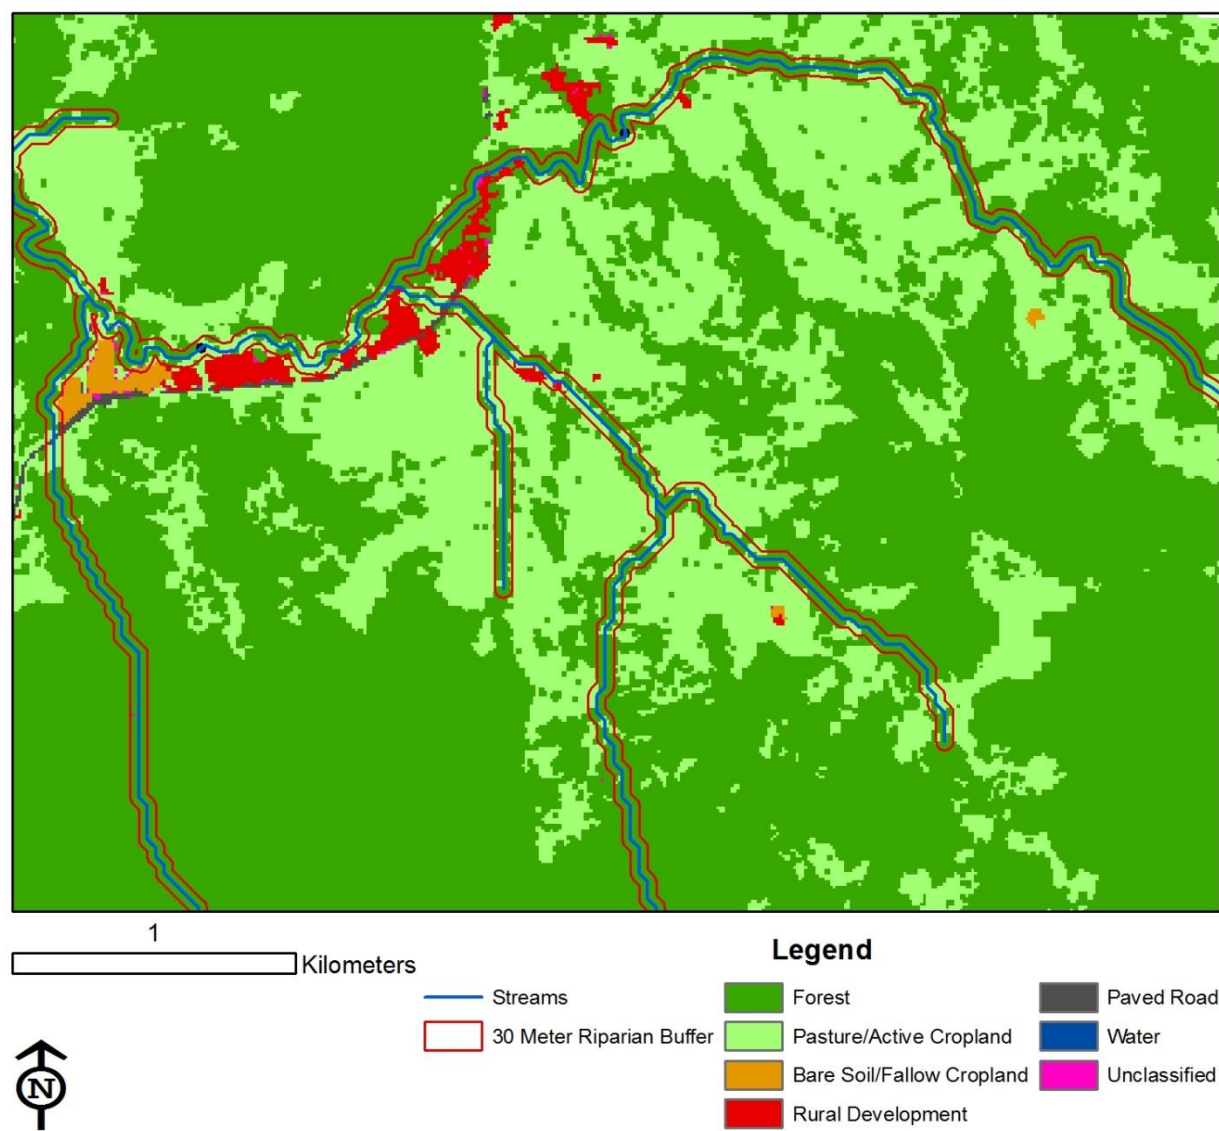 1
Kilometers
Legend
Streams
30 Meter Riparian Buffer
Forest
Pasture/Active Cropland
Bare Soil/Fallow Cropland
Rural Development
Paved Road
Water
Unclassified
N